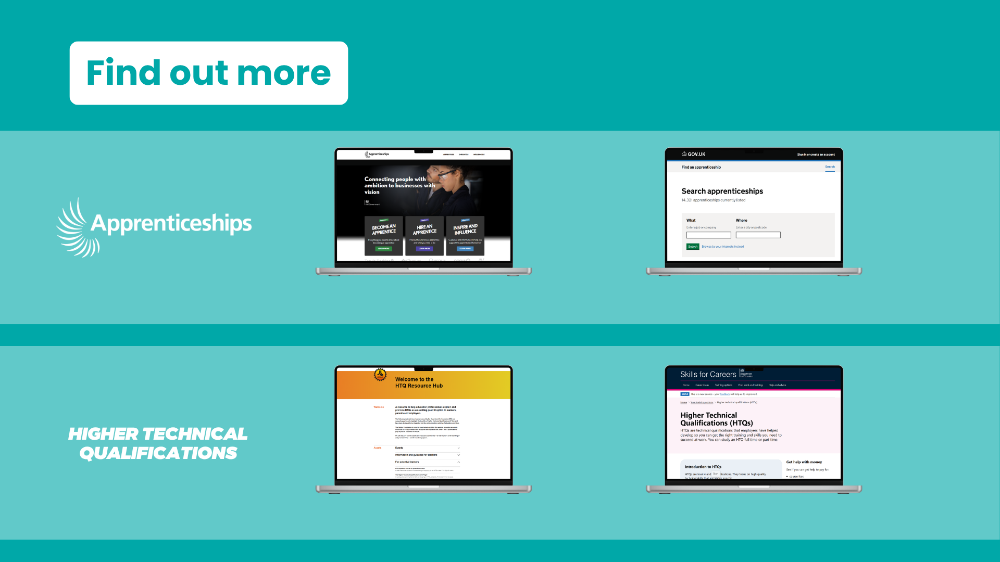 Find out more
Apprenticeships
Apprenticeships
APPRENTICES EMPLOYERS INFLUENCERS
Connecting people with
ambition to businesses with
vision
HM Government
BECOME AN
APPRENTICE
Everything you need to know about
becoming an apprentice
LEARN MORE
HIRE AN
APPRENTICE
Find out how to hire an apprentice
and what you need to do
LEARN MORE
INSPIRE AND
INFLUENCE
Guidance and information to help you
support the apprentices of tomorrow
LEARN MORE
GOV.UK
Sign in or create an account
Find an apprenticeship
Search
Search apprenticeships
14,321 apprenticeships currently listed
What
Where
Enter a job or company
Enter a city or postcode
Search
Browse by your interests instead
HIGHER TECHNICAL
QUALIFICATIONS
Welcome to the
HTQ Resource Hub
Welcome
A resource to help education professionals explain and
promote HTQs as an exciting post-18 option to learners,
parents and employers.
Assets
Events
Information and guidance for teachers
For potential learners
Skills for Careers
Department
for Education
Home Career ideas Training options Find work and training Help and advice
BETA This is a new service - your feedback will help us to improve it.
Home > Your training options > Higher technical qualifications (HTQs)
Higher Technical
Qualifications (HTQs)
HTQs are technical qualifications that employers have helped
develop so you can get the right training and skills you need to
succeed at work. You can study an HTQ full time or part time.
Introduction to HTQs
HTQs are level 4 and Start ifications. They focus on high quality
Get help with money
See if you can get help to pay for:
• course fees